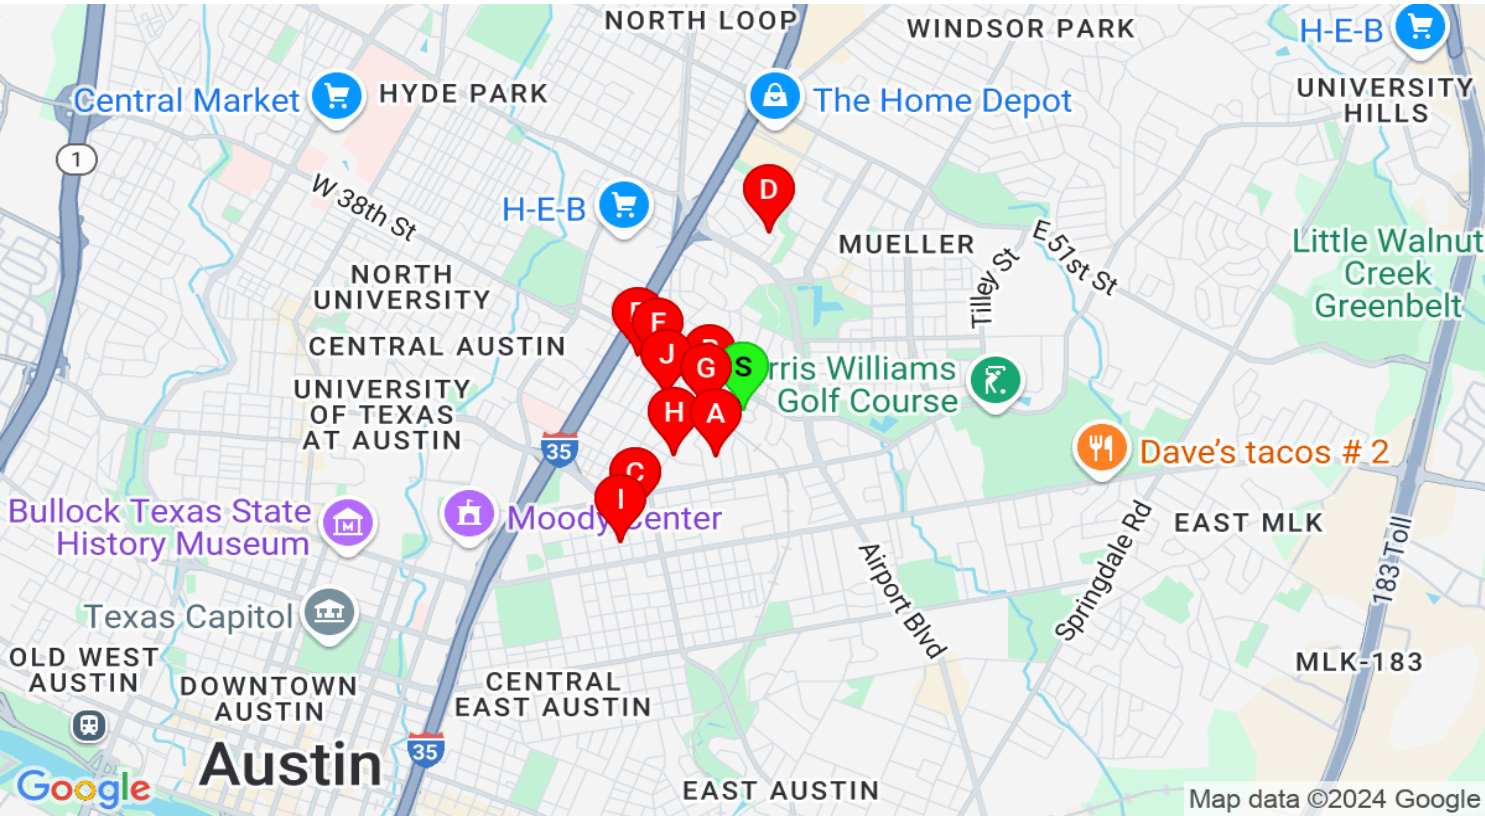 NORTH LOOP
WINDSOR PARK
H-E-B
Central Market
HYDE PARK
The Home Depot
UNIVERSITY
HILLS
1
W 38th St
D
H-E-B
MUELLER
E 51st St
Little Walnut
Creek
Greenbelt
NORTH
UNIVERSITY
Tilley St
CENTRAL AUSTIN
J
G
S
rris Williams
Golf Course
UNIVERSITY
OF TEXAS
AT AUSTIN
H
A
35
Dave's tacos # 2
C
I
Bullock Texas State
History Museum
Moody Center
EAST MLK
Springdale Rd
183 Toll
Airport Blvd
Texas Capitol
OLD WEST
AUSTIN
DOWNTOWN
AUSTIN
CENTRAL
EAST AUSTIN
MLK-183
35
Austin
Google
EAST AUSTIN
Map data ©2024 Google